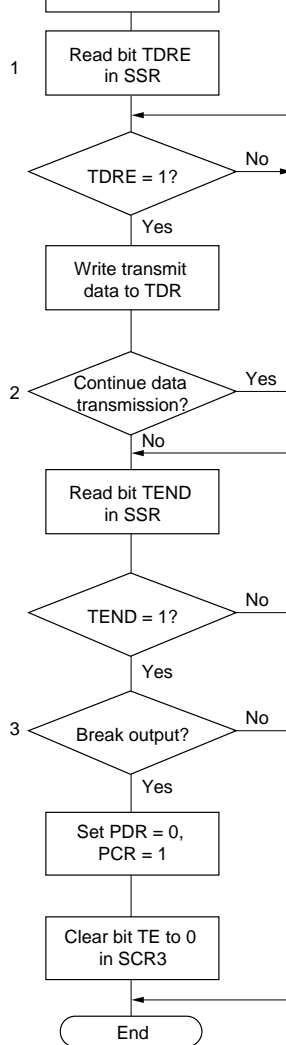 1
Read bit TDRE
in SSR
TDRE = 1?
No
Yes
Write transmit
data to TDR
2
Continue data
transmission?
Yes
No
Read bit TEND
in SSR
TEND = 1?
No
Yes
3
Break output?
No
Yes
Set PDR = 0,
PCR = 1
Clear bit TE to 0
in SCR3
End